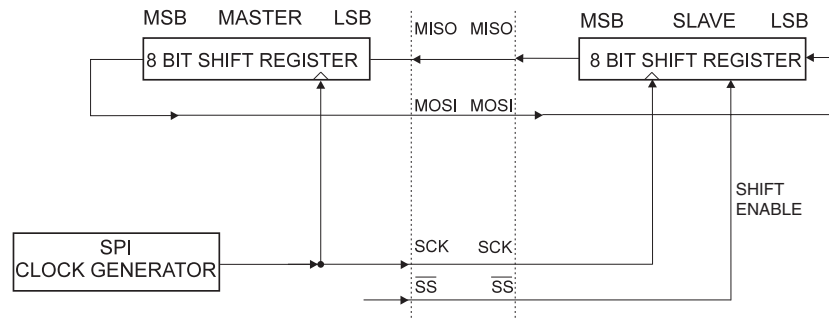 MSB MASTER LSB
MISO MISO
MSB SLAVE LSB
8 BIT SHIFT REGISTER
8 BIT SHIFT REGISTER
MOSI MOSI
SHIFT
ENABLE
SPI
CLOCK GENERATOR
SCK SCK
SS SS